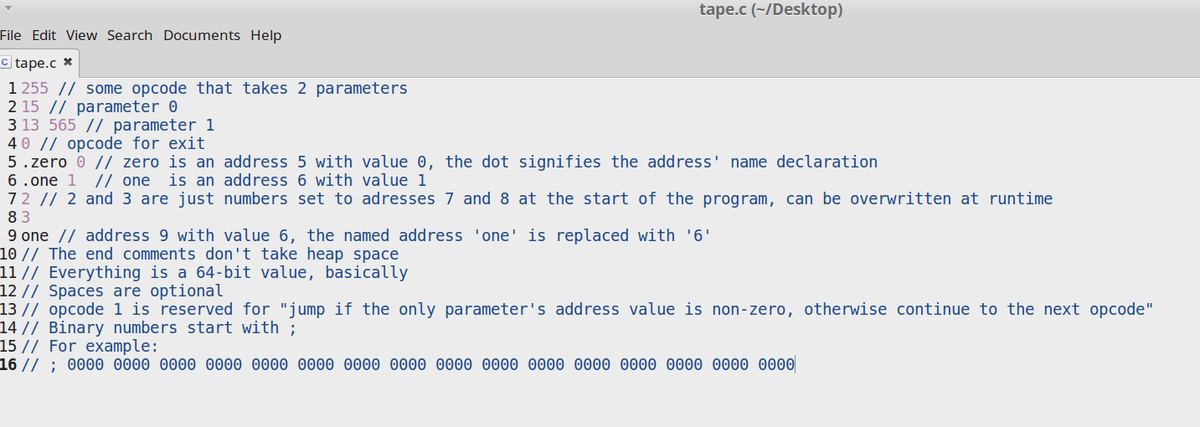 tape.c (~/Desktop)
File Edit View Search Documents Help
c tape.c ✖
1 255 // some opcode that takes 2 parameters
2 15 // parameter 0
3 13 565 // parameter 1
4 0 // opcode for exit
5 .zero 0 // zero is an address 5 with value 0, the dot signifies the address' name declaration
6 .one 1  // one  is an address 6 with value 1
7 2 // 2 and 3 are just numbers set to adresses 7 and 8 at the start of the program, can be overwritten at runtime
8 3
9 one // address 9 with value 6, the named address 'one' is replaced with '6'
10 // The end comments don't take heap space
11 // Everything is a 64-bit value, basically
12 // Spaces are optional
13 // opcode 1 is reserved for "jump if the only parameter's address value is non-zero, otherwise continue to the next opcode"
14 // Binary numbers start with ;
15 // For example:
16 // ; 0000 0000 0000 0000 0000 0000 0000 0000 0000 0000 0000 0000 0000 0000 0000 0000